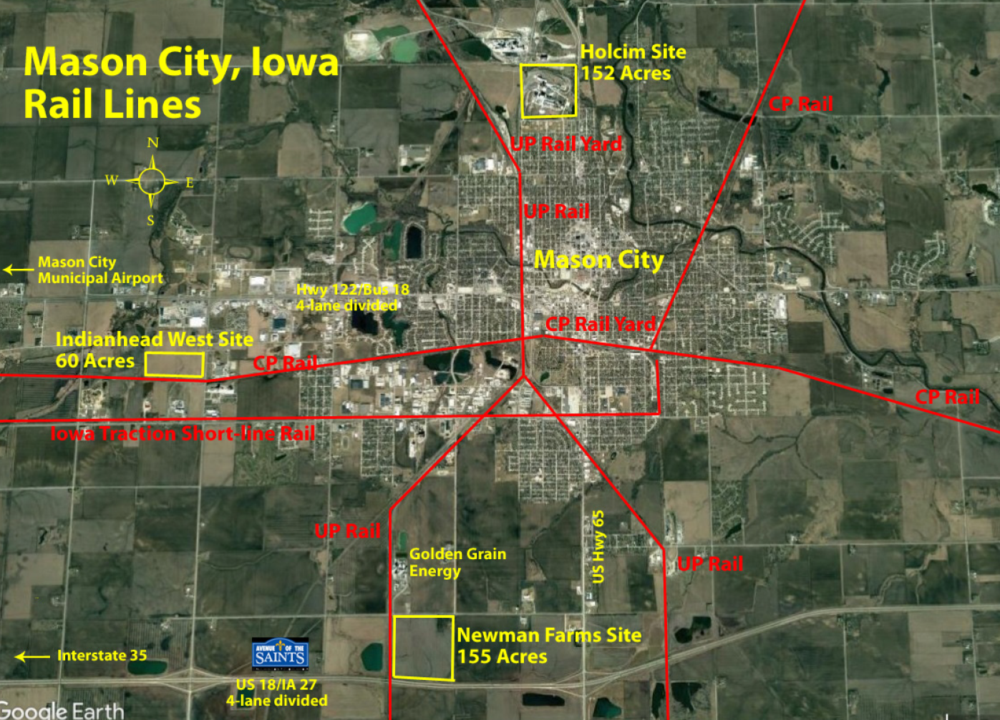 Mason City, Iowa
Rail Lines
Holcim Site
152 Acres
CP Rail
N
W
E
S
UP Rail Yard
UP Rail
Mason City
Mason City
Municipal Airport
Hwy 122/Bus 18
4-lane divided
CP Rail Yard
Indianhead West Site
60 Acres
CP Rail
CP Rail
Iowa Traction Short-line Rail
UP Rail
US Hwy 65
Golden Grain
Energy
UP Rail
Newman Farms Site
155 Acres
AVENUE OF THE
SAINTS
Interstate 35
US 18/IA 27
4-lane divided
Google Earth